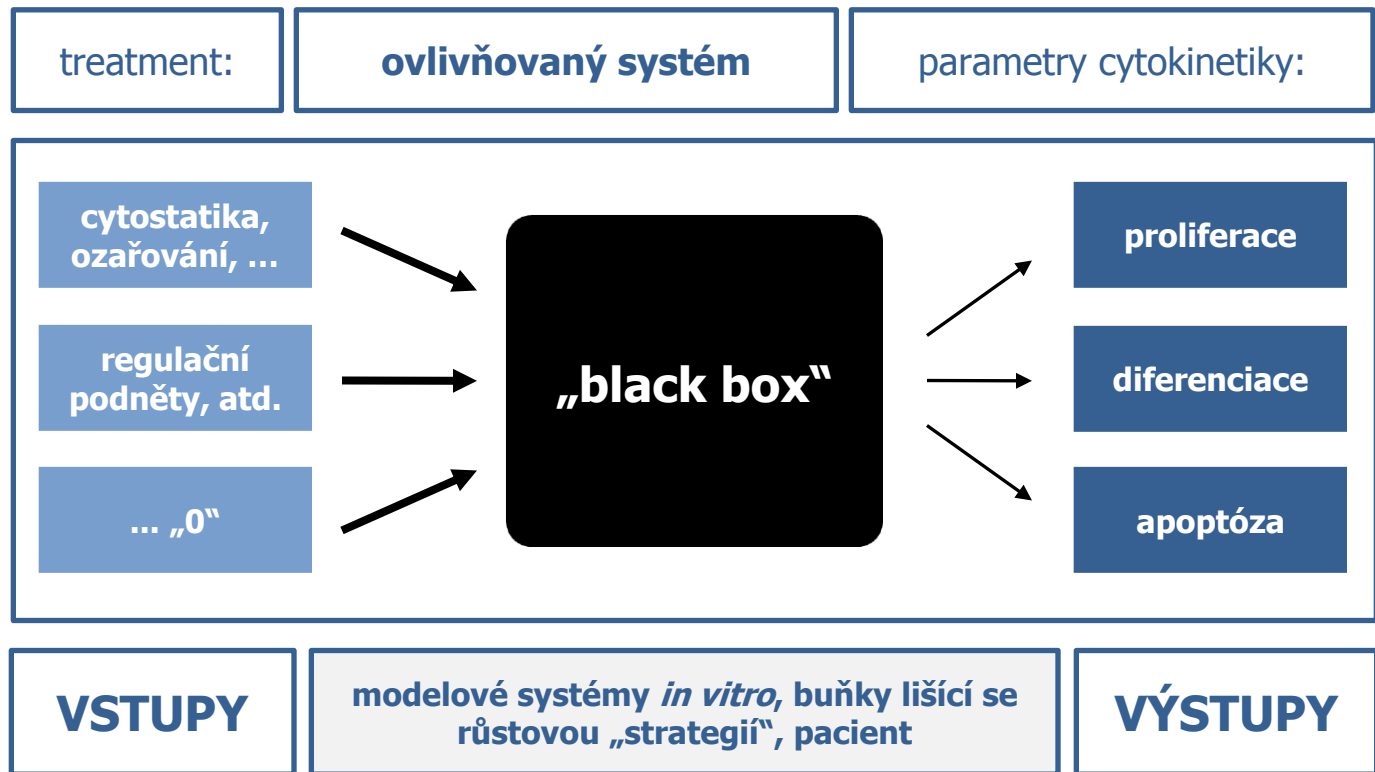 treatment:
ovlivňovaný systém
parametry cytokinetiky:
cytostatika,
ozařování, ...
regulační
podněty, atd.
... „0“
„black box“
proliferace
diferenciace
apoptóza
VSTUPY
modelové systémy in vitro, buňky lišící se
růstovou „strategií“, pacient
VÝSTUPY